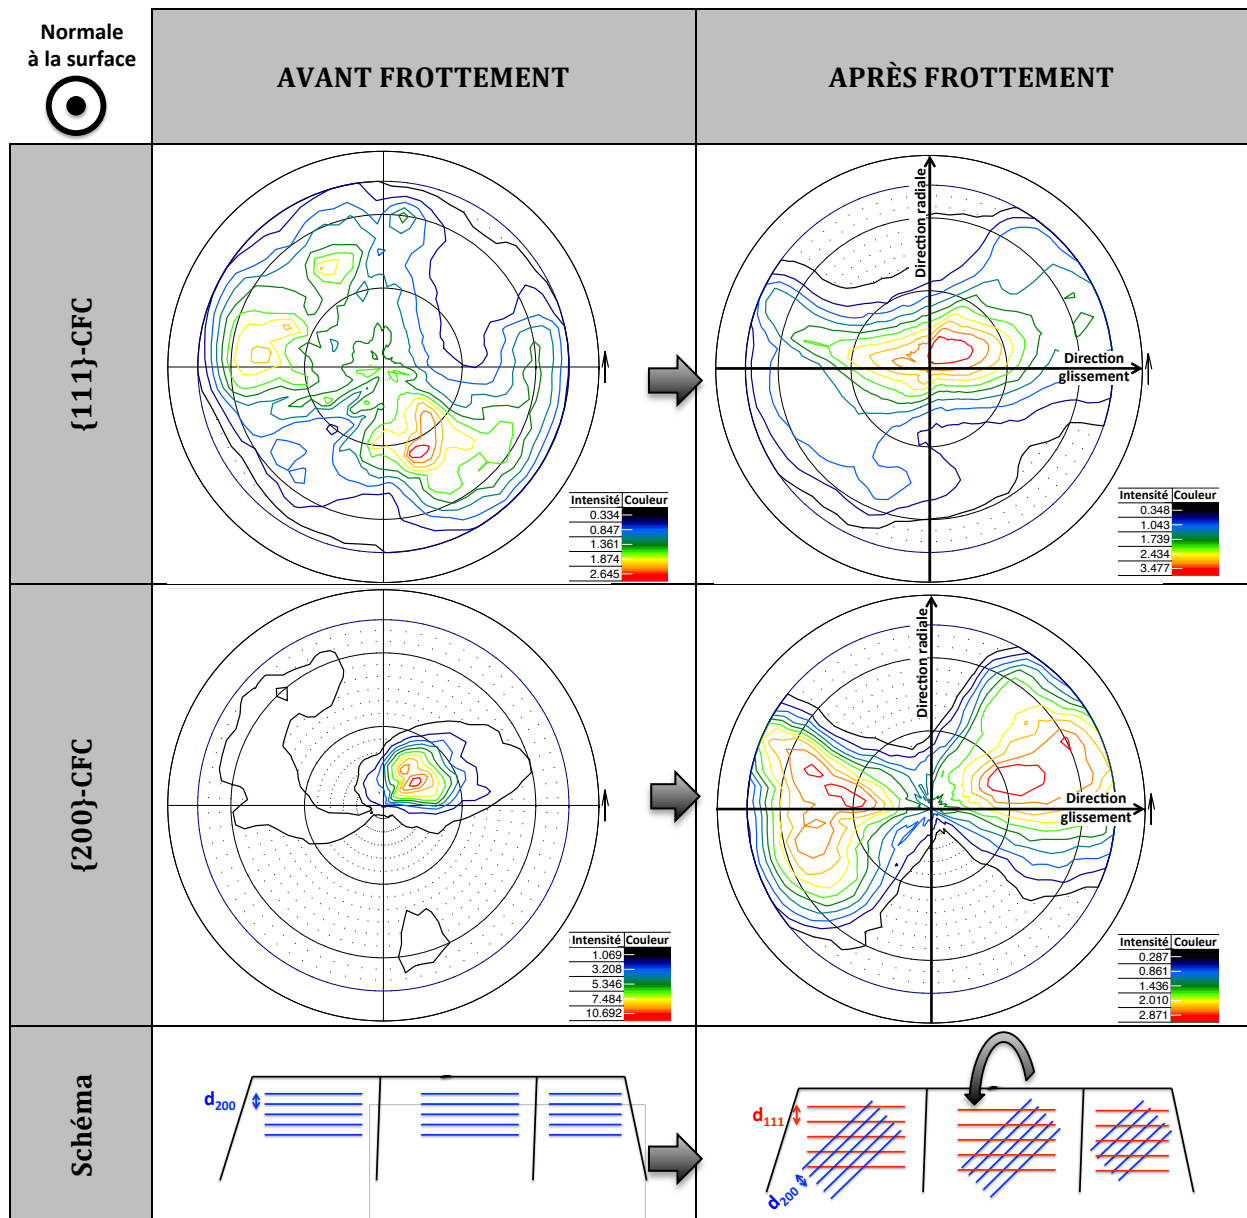 Normale
à la surface
AVANT FROTTEMENT
APRÈS FROTTEMENT
{111}-CFC
Intensité Couleur
0.334
0.847
1.361
1.874
2.645
Direction radiale
Direction
glissement
Intensité Couleur
0.348
1.043
1.739
2.434
3.477
{200}-CFC
Intensité Couleur
1.069
3.208
5.346
7.484
10.692
Direction radiale
Direction
glissement
Intensité Couleur
0.287
0.861
1.436
2.010
2.871
Schéma
d200
d111
d200